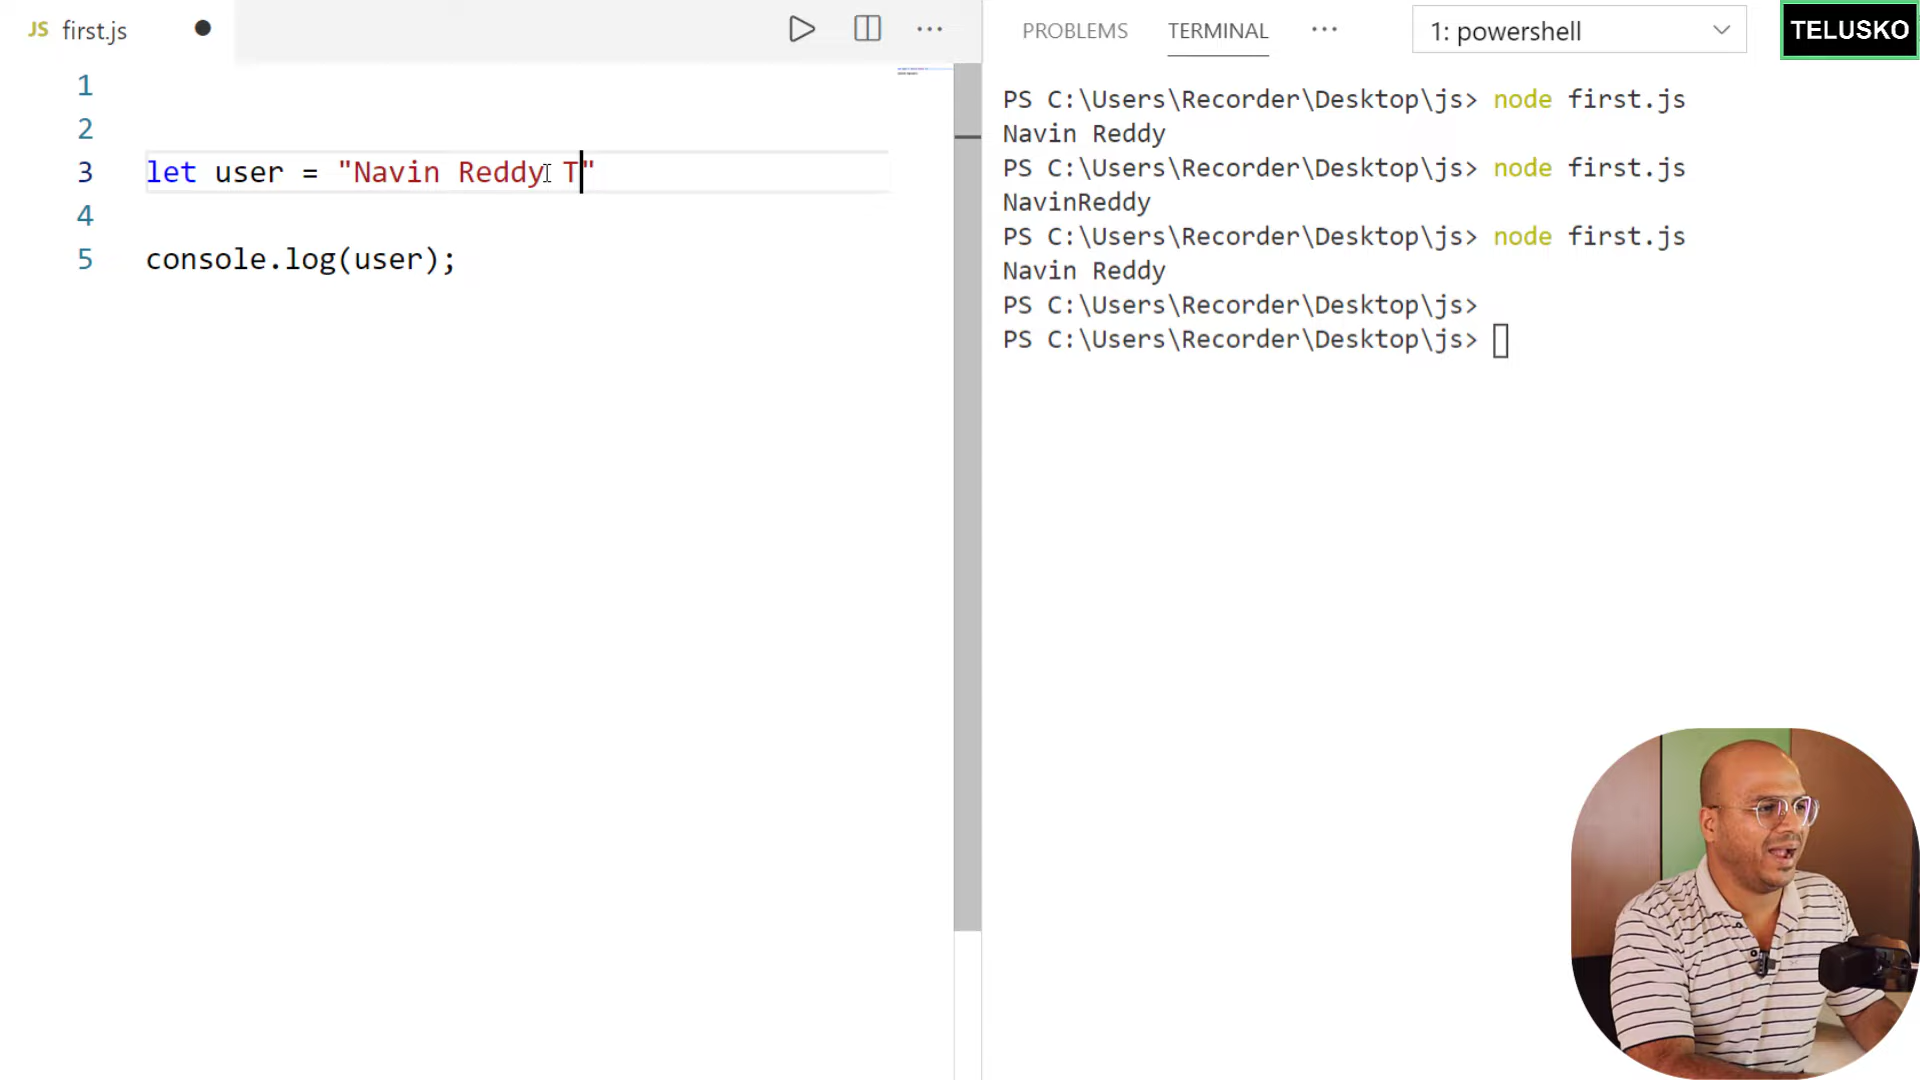 JS first.js
1
2
3 let user = "Navin Reddy T"
4
5 console.log(user);
PROBLEMS TERMINAL ··· 1: powershell
TELUSKO
PS C:\Users\Recorder\Desktop\js> node first.js
Navin Reddy
PS C:\Users\Recorder\Desktop\js> node first.js
NavinReddy
PS C:\Users\Recorder\Desktop\js> node first.js
Navin Reddy
PS C:\Users\Recorder\Desktop\js>
PS C:\Users\Recorder\Desktop\js>